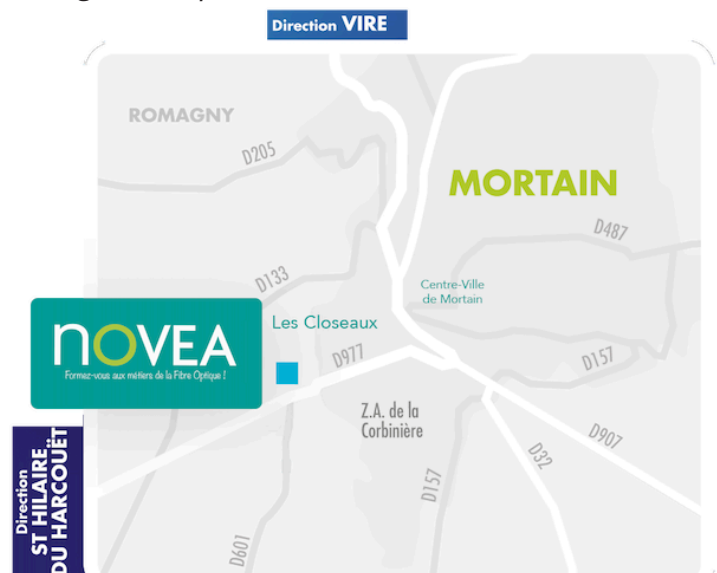 Direction VIRE
ROMAGNY
D205
MORTAIN
D487
D133
Centre-Ville
de Mortain
Les Closeaux
NOVEA
Formez-vous aux métiers de la Fibre Optique !
D977
D157
Z.A. de la
Corbinière
D907
D32
D157
D601
Direction
ST HILAIRE
DU HARCOUËT